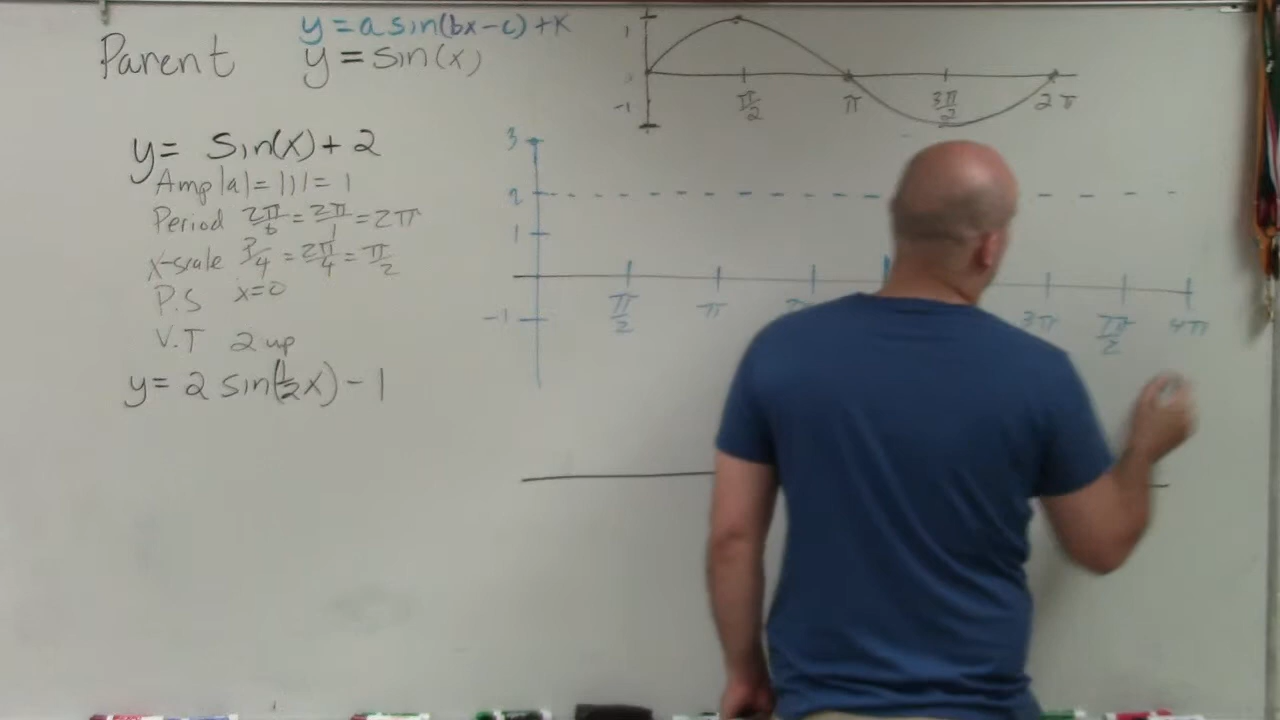 y = a sin(bx - c) + K
Parent y = sin(x)
1
-1
π/2 π 3π/2 2π
y = sin(x) + 2
Amp |a| = |1| = 1
Period 2π/b = 2π/1 = 2π
x-scale P/4 = 2π/4 = π/2
P.S x=0
V.T 2 up
y = 2 sin(1/2x) - 1
3
2
1
-1
π/2 π 3π 7π/2 4π